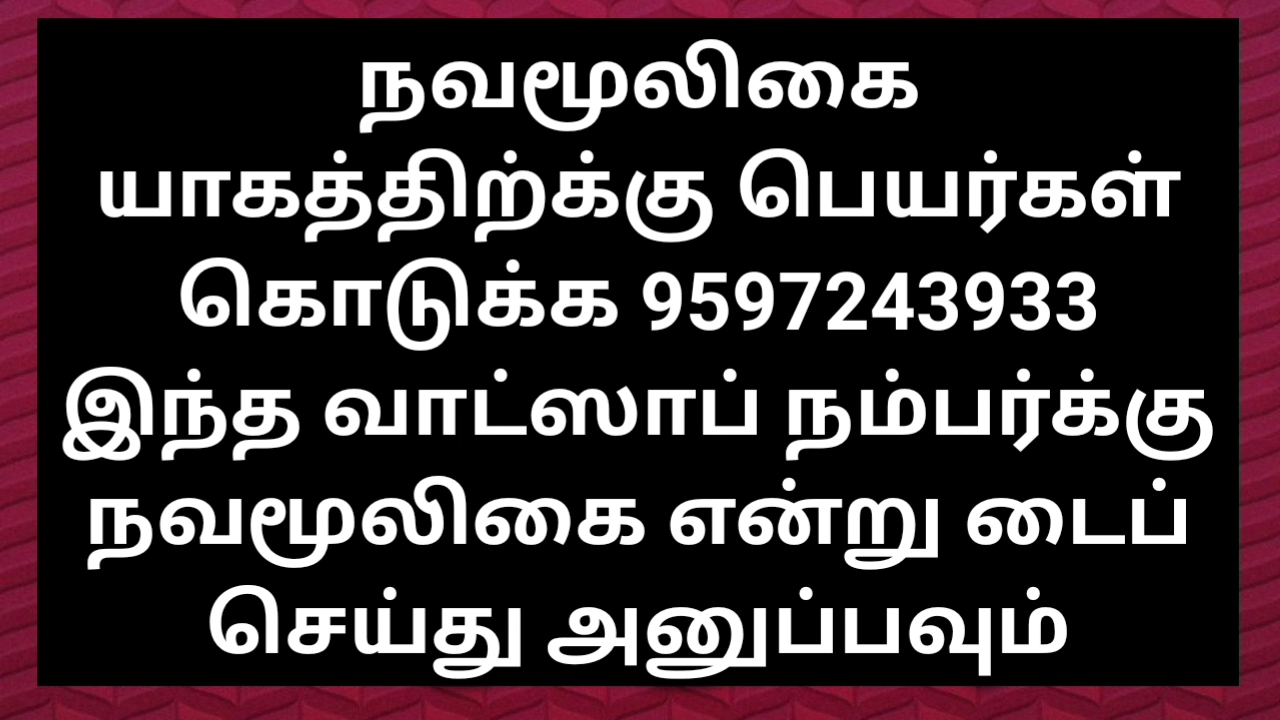 நவமூலிகை
யாகத்திற்க்கு பெயர்கள்
கொடுக்க 9597243933
இந்த வாட்ஸாப் நம்பர்க்கு
நவமூலிகை என்று டைப்
செய்து அனுப்பவும்